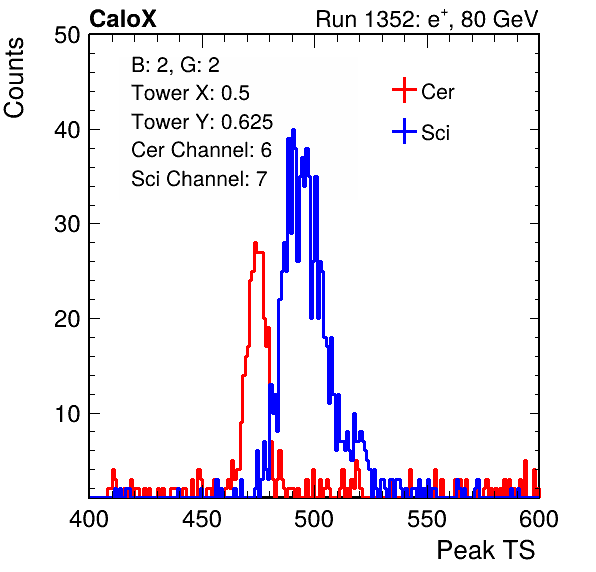 CaloX Run 1352: e⁺, 80 GeV
Counts
50
40
30
20
10
B: 2, G: 2
Tower X: 0.5
Tower Y: 0.625
Cer Channel: 6
Sci Channel: 7
Cer
Sci
400 450 500 550 600
Peak TS